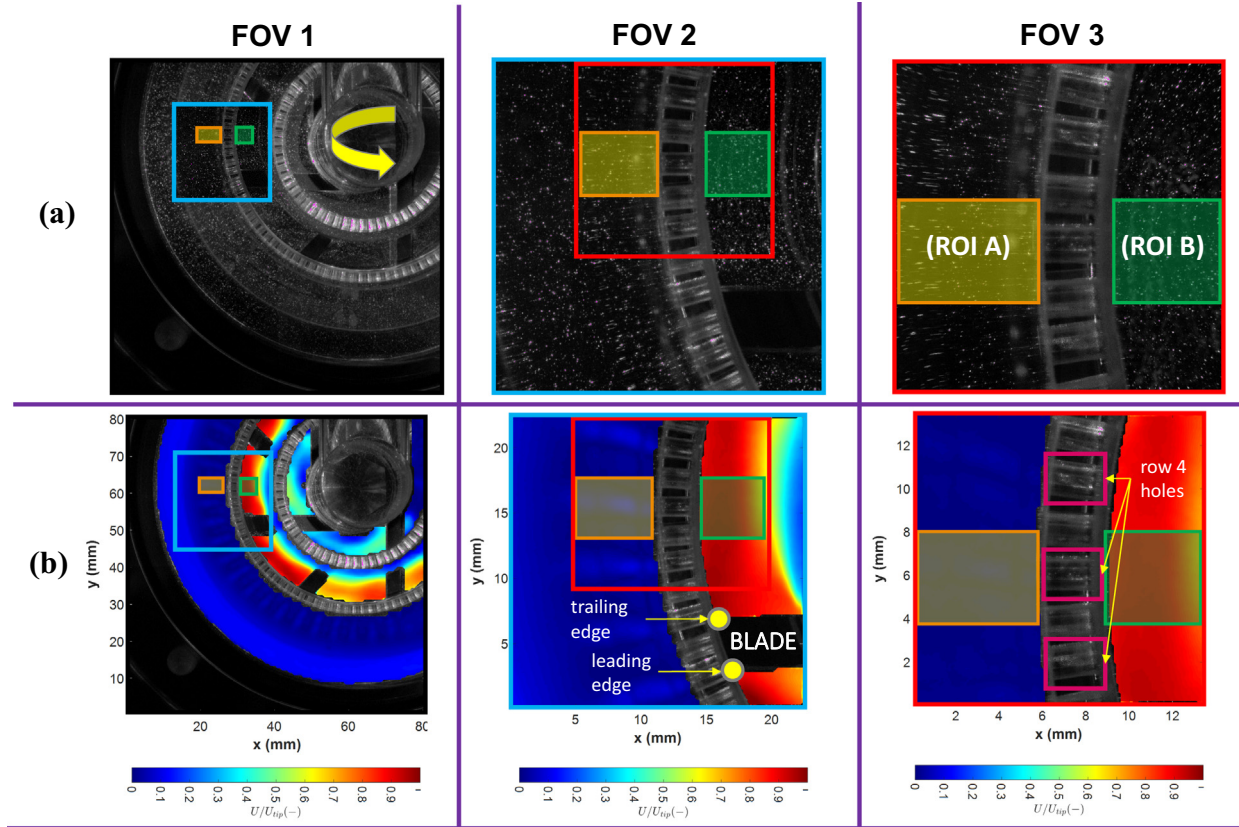 FOV 1
FOV 2
FOV 3
(a)
(ROI A)
(ROI B)
(b)
80
70
60
50
40
30
20
10
y (mm)
20
40
60
80
x (mm)
0
0.1
0.2
0.3
0.4
0.5
0.6
0.7
0.8
0.9
1
U/U_tip(−)
20
15
10
5
y (mm)
trailing
edge
leading
edge
BLADE
5
10
15
20
x (mm)
0
0.1
0.2
0.3
0.4
0.5
0.6
0.7
0.8
0.9
1
U/U_tip(−)
12
10
8
6
4
2
y (mm)
row 4
holes
2
4
6
8
10
12
x (mm)
0
0.1
0.2
0.3
0.4
0.5
0.6
0.7
0.8
0.9
1
U/U_tip(−)